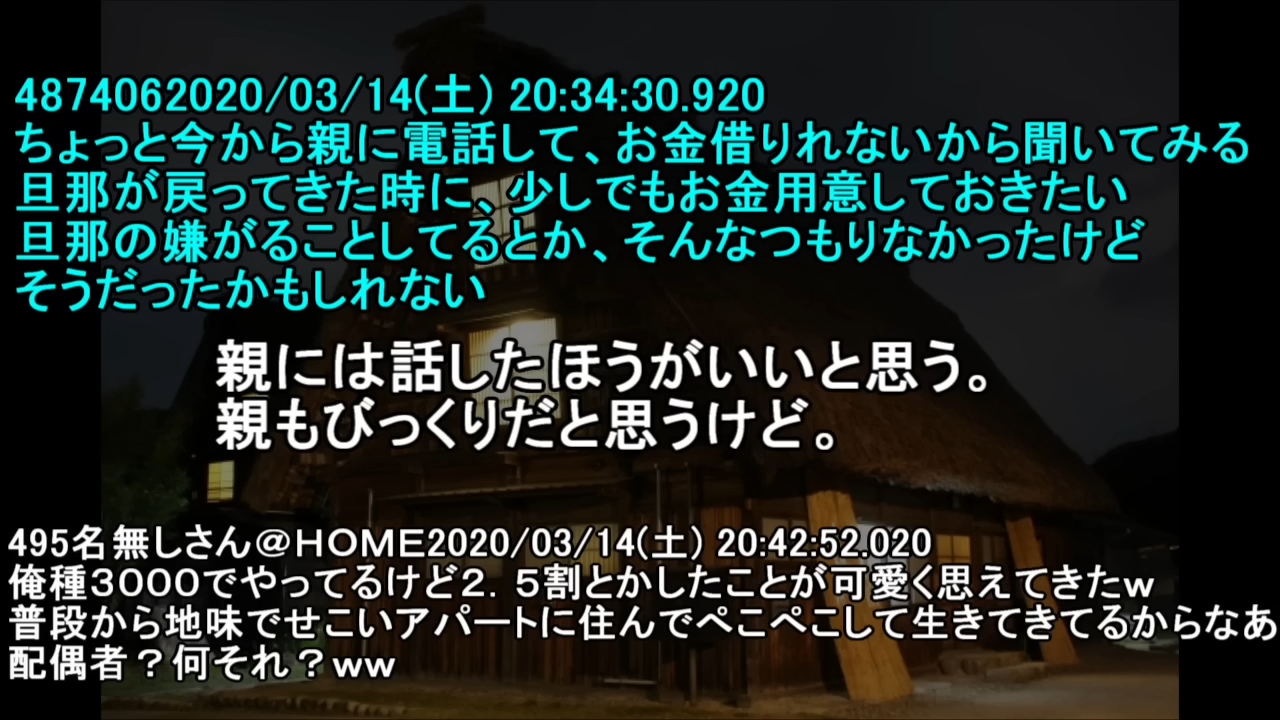 4874062020/03/14(土) 20:34:30.920
ちょっと今から親に電話して、お金借りれないから聞いてみる
旦那が戻ってきた時に、少しでもお金用意しておきたい
旦那の嫌がることしてるとか、そんなつもりなかったけど
そうだったかもしれない
親には話したほうがいいと思う。
親もびっくりだと思うけど。
495名無しさん＠ＨＯＭＥ2020/03/14(土) 20:42:52.020
俺種３０００でやってるけど２．５割とかしたことが可愛く思えてきたw
普段から地味でせこいアパートに住んでペこペこして生きてきてるからなあ
配偶者？何それ？ww